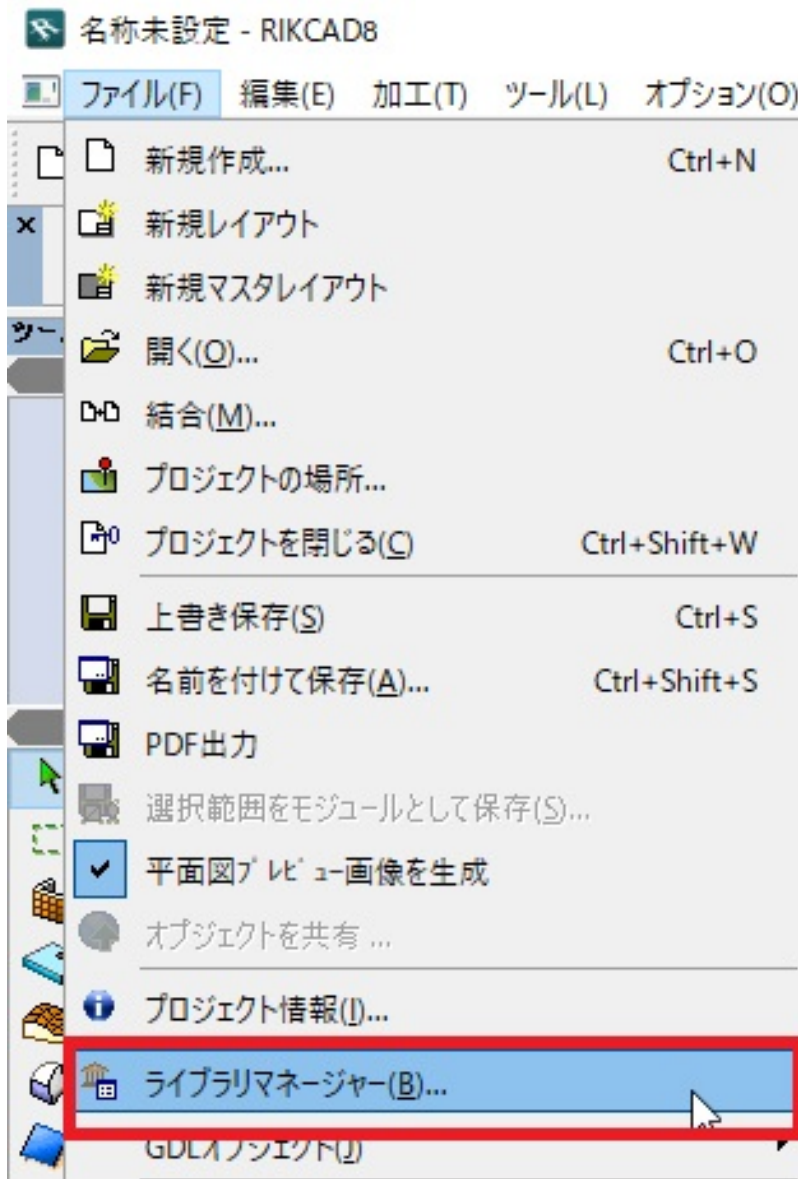 名称未設定 - RIKCAD8
ファイル(F) 編集(E) 加工(T) ツール(L) オプション(O)
新規作成... Ctrl+N
新規レイアウト
新規マスタレイアウト
ツー
開く(O)... Ctrl+O
結合(M)...
プロジェクトの場所...
プロジェクトを閉じる(C) Ctrl+Shift+W
上書き保存(S) Ctrl+S
名前を付けて保存(A)... Ctrl+Shift+S
PDF出力
選択範囲をモジュールとして保存(S)...
平面図プレビュー画像を生成
オブジェクトを共有 ...
プロジェクト情報(I)...
ライブラリマネージャー(B)...
GDLオブジェクト(J)